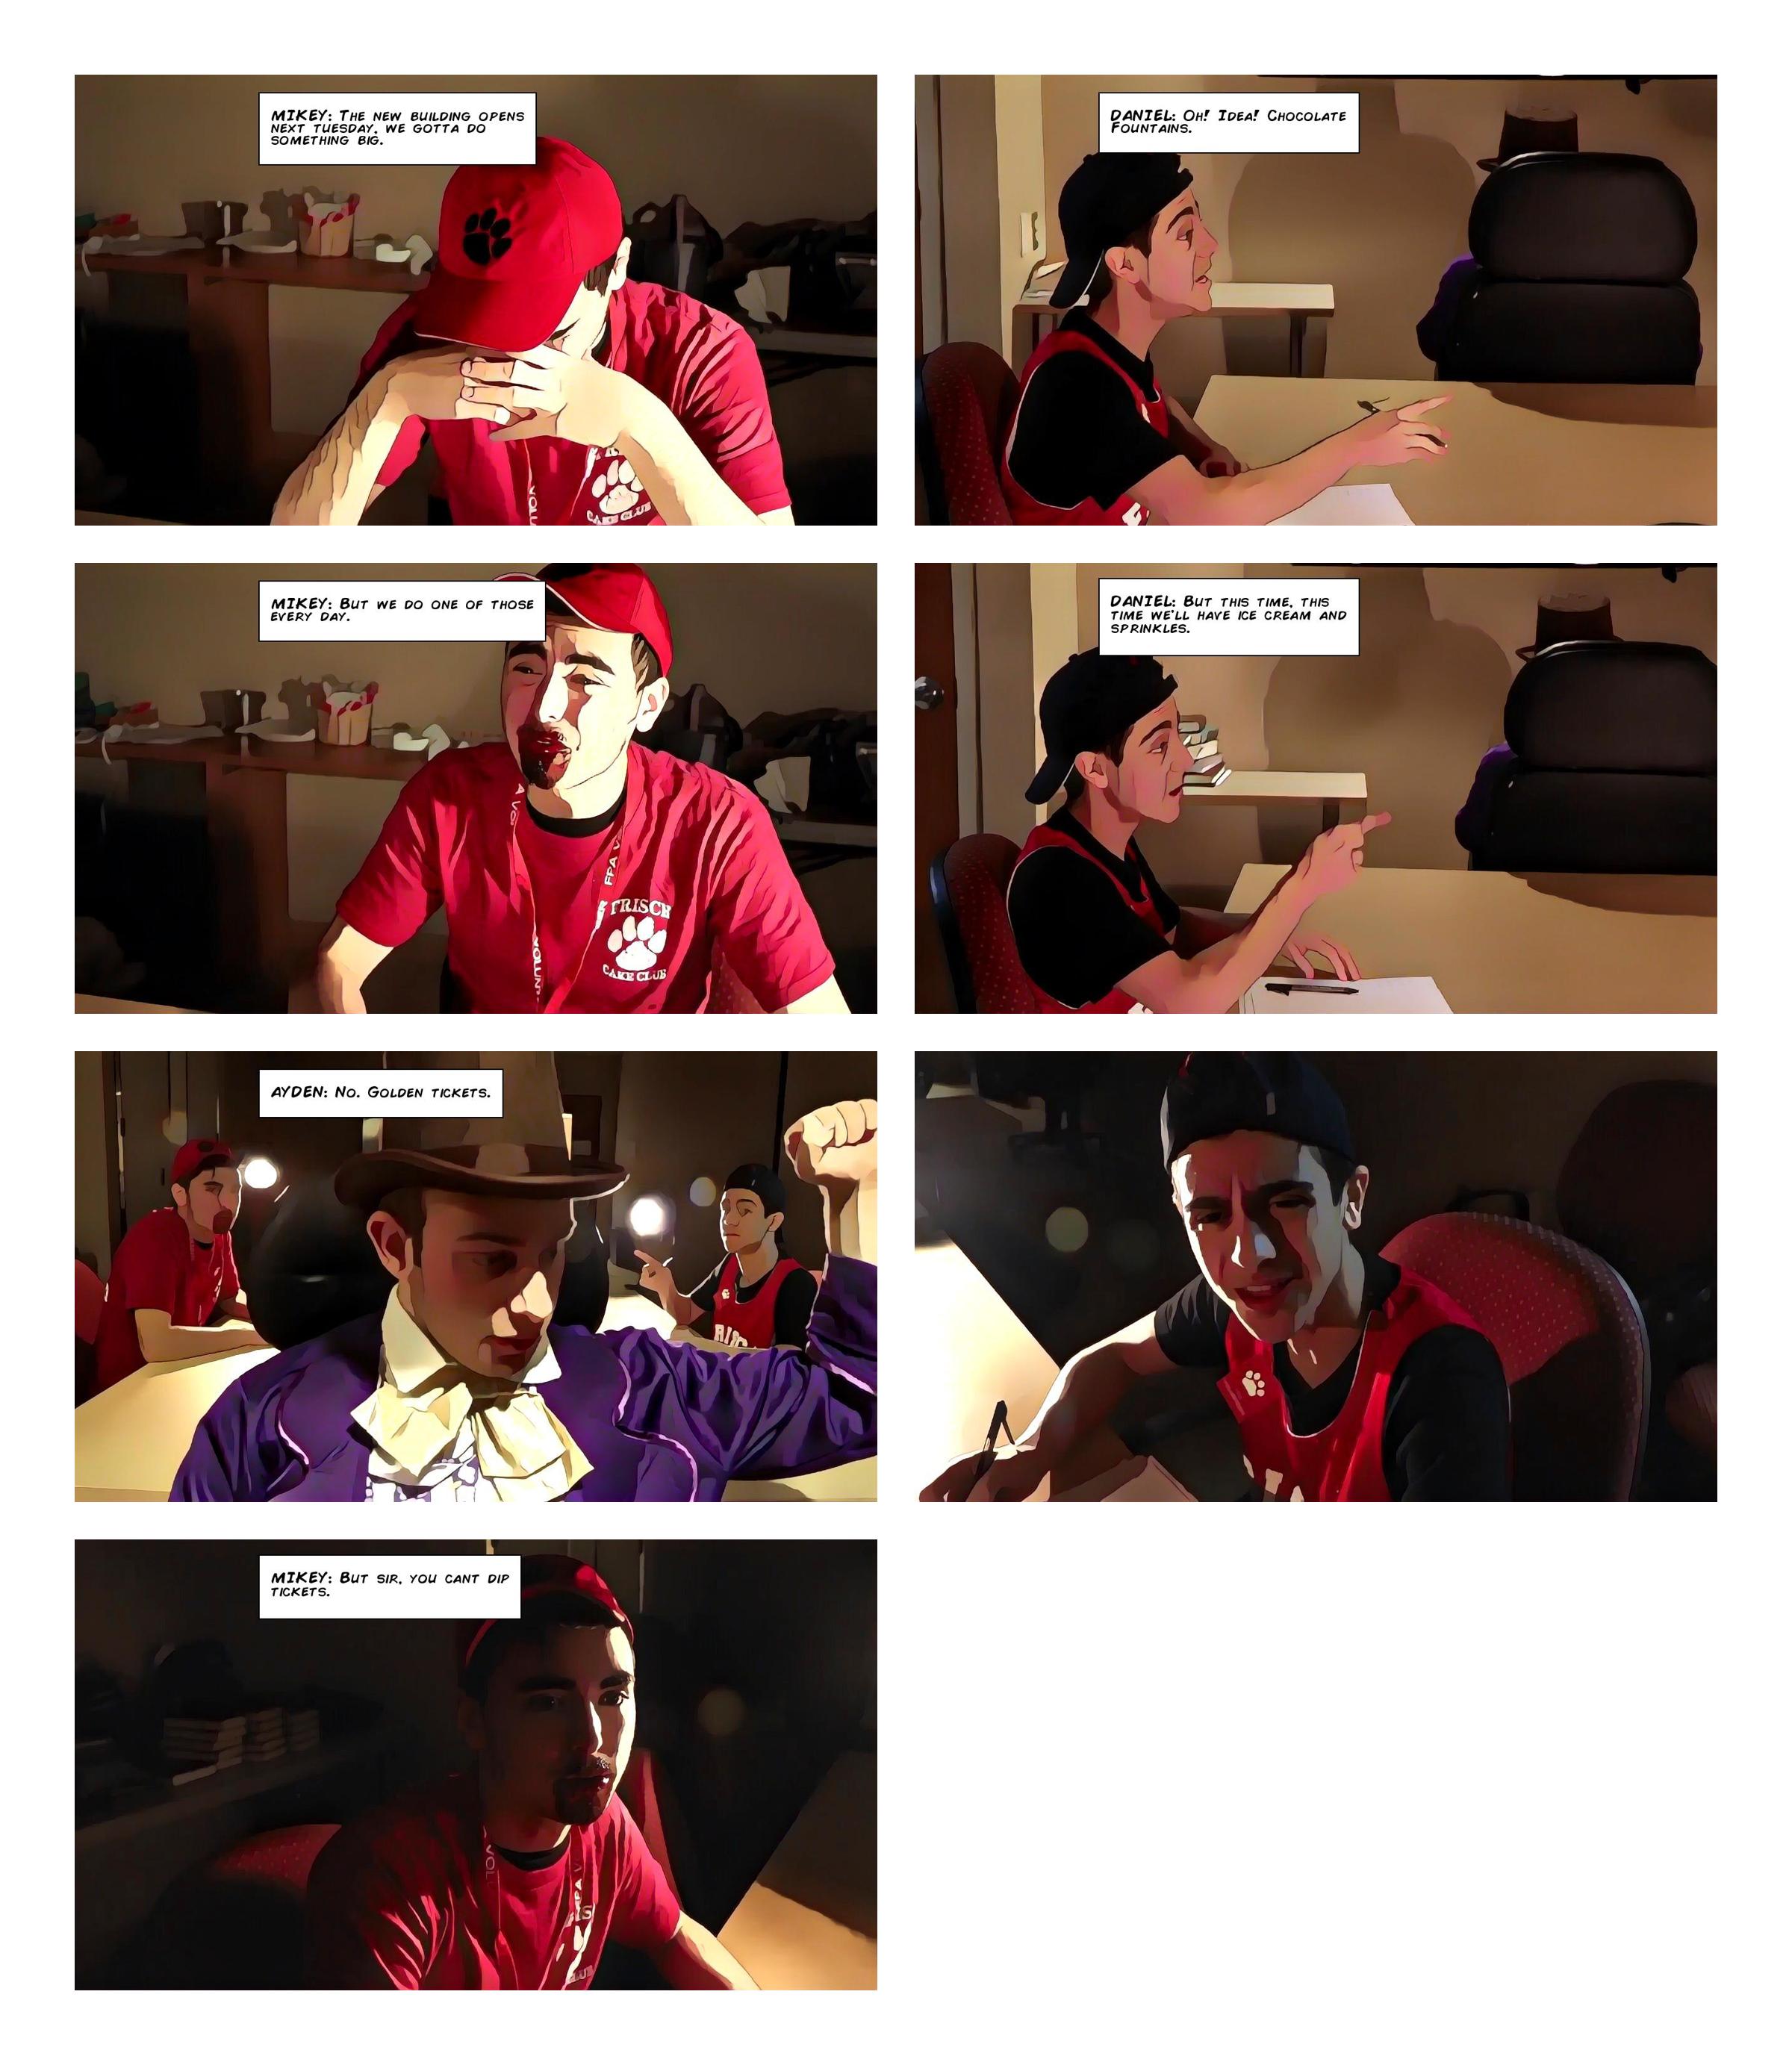 MIKEY: THE NEW BUILDING OPENS
NEXT TUESDAY, WE GOTTA DO
SOMETHING BIG.
CAKE CLUB
DANIEL: OH! IDEA! CHOCOLATE
FOUNTAINS.
MIKEY: BUT WE DO ONE OF THOSE
EVERY DAY.
FRISCH
CAKE CLUB
DANIEL: BUT THIS TIME, THIS
TIME WE'LL HAVE ICE CREAM AND
SPRINKLES.
AYDEN: NO. GOLDEN TICKETS.
MIKEY: BUT SIR, YOU CANT DIP
TICKETS.